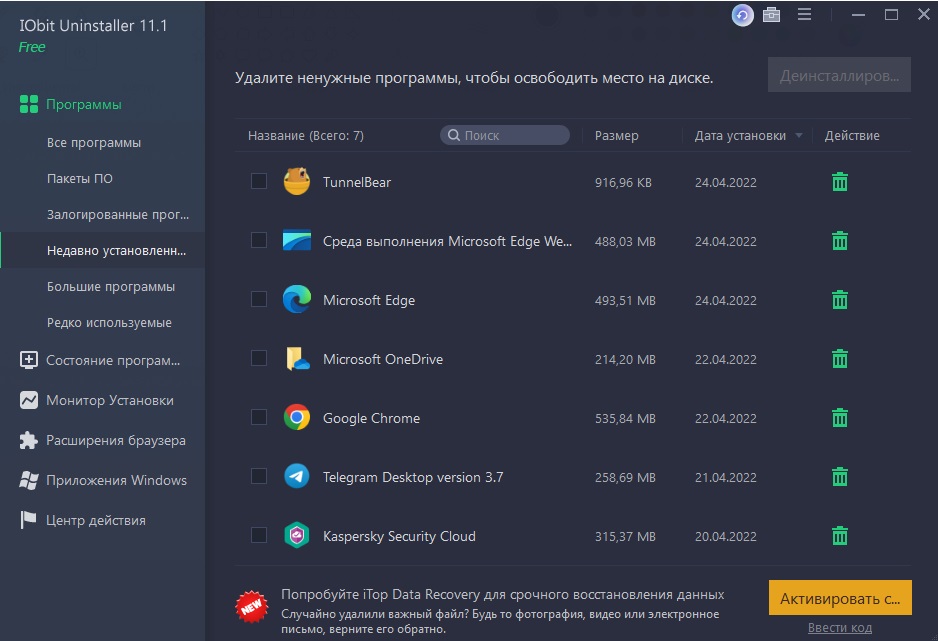 IObit Uninstaller 11.1
Free
Программы
Все программы
Пакеты ПО
Залогированные прог...
Недавно установленн...
Большие программы
Редко используемые
Состояние програм...
Монитор Установки
Расширения браузера
Приложения Windows
Центр действия
Удалите ненужные программы, чтобы освободить место на диске.
Деинсталлиров...
Название (Всего: 7) Поиск Размер Дата установки Действие
TunnelBear 916,96 KB 24.04.2022
Среда выполнения Microsoft Edge We... 488,03 MB 24.04.2022
Microsoft Edge 493,51 MB 24.04.2022
Microsoft OneDrive 214,20 MB 22.04.2022
Google Chrome 535,84 MB 22.04.2022
Telegram Desktop version 3.7 258,69 MB 21.04.2022
Kaspersky Security Cloud 315,37 MB 20.04.2022
NEW
Попробуйте iTop Data Recovery для срочного восстановления данных
Случайно удалили важный файл? Будь то фотография, видео или электронное
письмо, верните его обратно.
Активировать с...
Ввести код